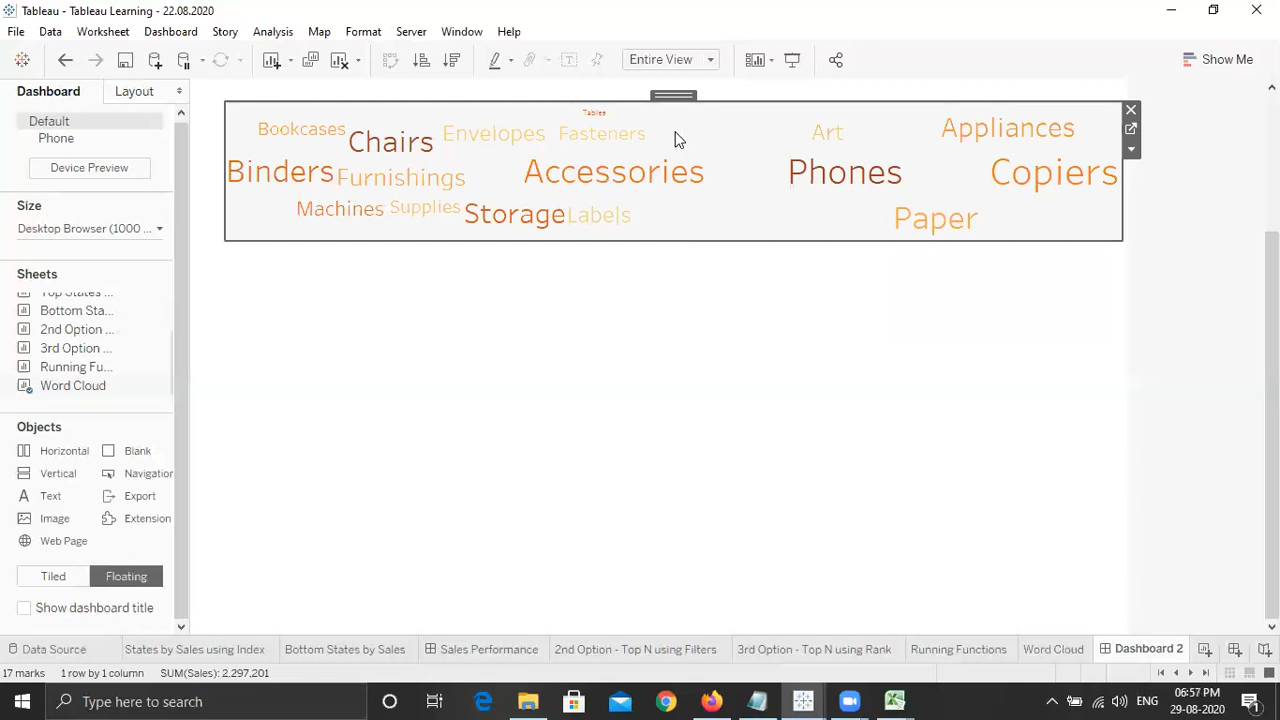 Tableau - Tableau Learning - 22.08.2020
File Data Worksheet Dashboard Story Analysis Map Format Server Window Help
Entire View
Show Me
Dashboard Layout
Default
Phone
Device Preview
Size
Desktop Browser (1000 ...
Sheets
Top States ...
Bottom Sta...
2nd Option ...
3rd Option ...
Running Fu...
Word Cloud
Objects
Horizontal Blank
Vertical Navigation
Text Export
Image Extension
Web Page
Tiled Floating
Show dashboard title
Tables
Bookcases Chairs Envelopes Fasteners Art Appliances
Binders Furnishings Accessories Phones Copiers
Machines Supplies Storage Labels Paper
Data Source States by Sales using Index Bottom States by Sales Sales Performance 2nd Option - Top N using Filters 3rd Option - Top N using Rank Running Functions Word Cloud Dashboard 2
17 marks 1 row by 1 column SUM(Sales): 2,297,201
Type here to search
ENG
06:57 PM
29-08-2020
1